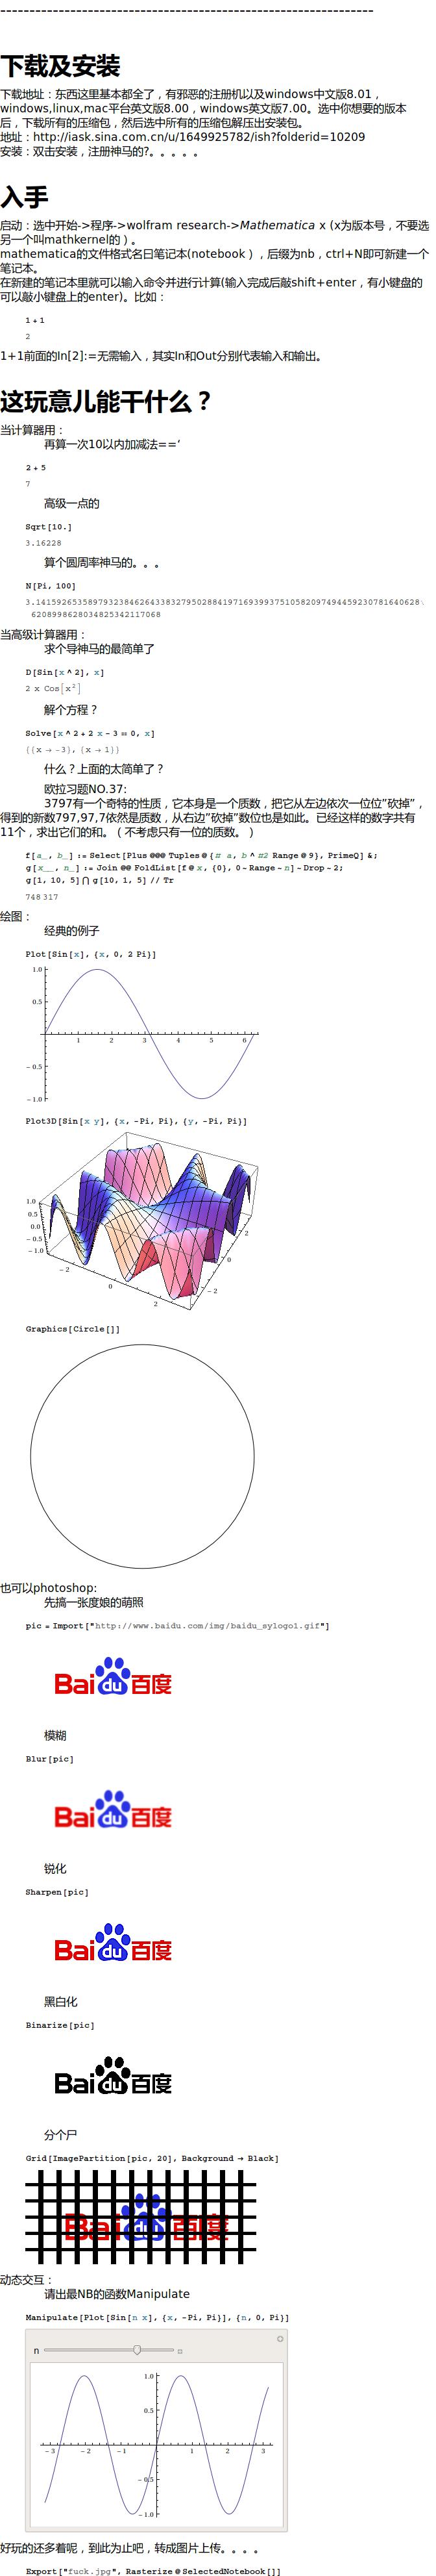 ----------------------------------------------------------------
下载及安装
下载地址：东西这里基本都全了，有邪恶的注册机以及windows中文版8.01，
windows,linux,mac平台英文版8.00，windows英文版7.00。选中你想要的版本
后，下载所有的压缩包，然后选中所有的压缩包解压出安装包。
地址：http://iask.sina.com.cn/u/1649925782/ish?folderid=10209
安装：双击安装，注册神马的?。。。。。
入手
启动：选中开始->程序->wolfram research->Mathematica x (x为版本号，不要选
另一个叫mathkernel的 )。
mathematica的文件格式名曰笔记本(notebook )，后缀为nb，ctrl+N即可新建一个
笔记本。
在新建的笔记本里就可以输入命令并进行计算(输入完成后敲shift+enter，有小键盘的
可以敲小键盘上的enter)。比如：
1 + 1
2
1+1前面的In[2]:=无需输入，其实In和Out分别代表输入和输出。
这玩意儿能干什么？
当计算器用：
再算一次10以内加减法==‘
2 + 5
7
高级一点的
Sqrt[10.]
3.16228
算个圆周率神马的。。。
N[Pi, 100]
3.14159265358979323846264338327950288419716939937510582097494459230781640628\
6208998628034825342117068
当高级计算器用：
求个导神马的最简单了
D[Sin[x ^ 2], x]
2 x Cos[x²]
解个方程？
Solve[x ^ 2 + 2 x - 3 == 0, x]
{{x → -3}, {x → 1}}
什么？上面的太简单了？
欧拉习题NO.37:
3797有一个奇特的性质，它本身是一个质数，把它从左边依次一位位”砍掉”，
得到的新数797,97,7依然是质数，从右边”砍掉”数位也是如此。已经这样的数字共有
11个，求出它们的和。（ 不考虑只有一位的质数。）
f[a_, b_] := Select[Plus @@@ Tuples @ {# a, b ^ #2 Range @ 9}, PrimeQ] &;
g[x__, n_] := Join @@ FoldList[f @ x, {0}, 0 ~ Range ~ n] ~ Drop ~ 2;
g[1, 10, 5] ⋂ g[10, 1, 5] // Tr
748 317
绘图：
经典的例子
Plot[Sin[x], {x, 0, 2 Pi}]
1.0
0.5
1 2 3 4 5 6
-0.5
-1.0
Plot3D[Sin[x y], {x, -Pi, Pi}, {y, -Pi, Pi}]
1.0
0.5
0.0
-0.5
-1.0
-2
0
2
-2
0
2
Graphics[Circle[]]
也可以photoshop:
先搞一张度娘的萌照
pic = Import["http://www.baidu.com/img/baidu_sylogo1.gif"]
Bai du 百度
模糊
Blur[pic]
Bai du 百度
锐化
Sharpen[pic]
Bai du 百度
黑白化
Binarize[pic]
Bai du 百度
分个尸
Grid[ImagePartition[pic, 20], Background → Black]
Bai du 百度
动态交互：
请出最NB的函数Manipulate
Manipulate[Plot[Sin[n x], {x, -Pi, Pi}], {n, 0, Pi}]
n
1.0
0.5
-3 -2 -1 1 2 3
-0.5
-1.0
好玩的还多着呢，到此为止吧，转成图片上传。。。。
Export["fuck.jpg", Rasterize @ SelectedNotebook[]]